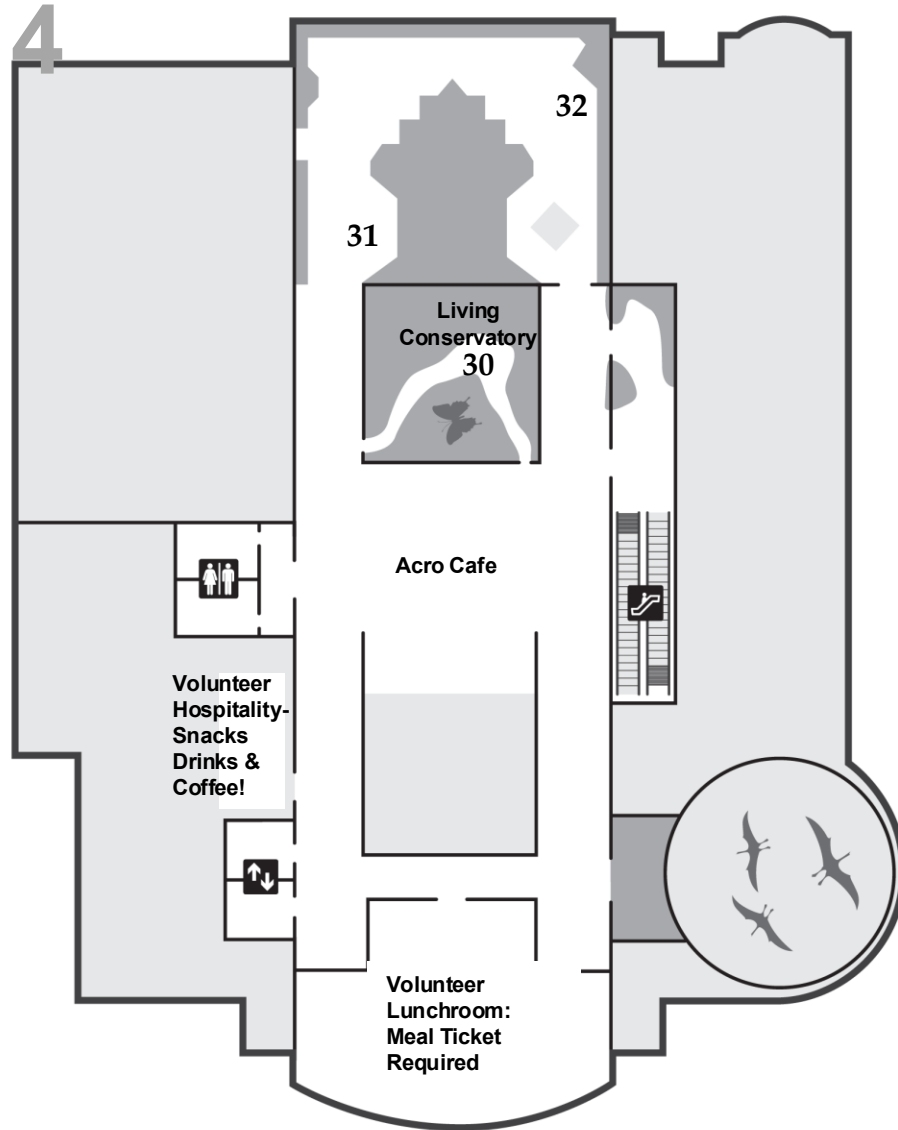 4
32
31
Living
Conservatory
30
Acro Cafe
Volunteer
Hospitality-
Snacks
Drinks &
Coffee!
Volunteer
Lunchroom:
Meal Ticket
Required